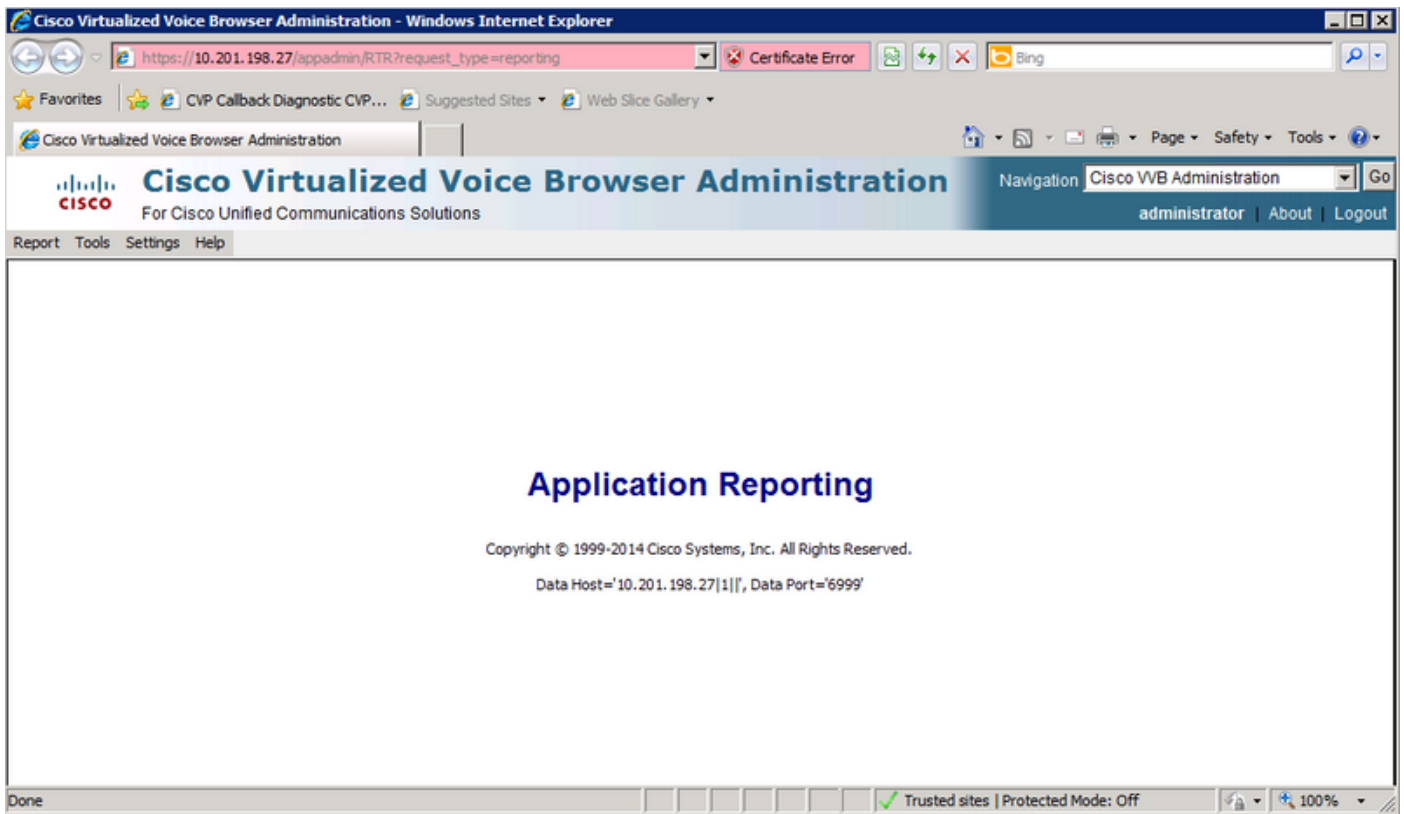 Cisco Virtualized Voice Browser Administration - Windows Internet Explorer
https://10.201.198.27/appadmin/RTR?request_type=reporting Certificate Error Bing
Favorites CVP Callback Diagnostic CVP... Suggested Sites Web Slice Gallery
Cisco Virtualized Voice Browser Administration Page Safety Tools
CISCO
Cisco Virtualized Voice Browser Administration
For Cisco Unified Communications Solutions
Navigation Cisco VVB Administration Go
administrator | About | Logout
Report Tools Settings Help
Application Reporting
Copyright © 1999-2014 Cisco Systems, Inc. All Rights Reserved.
Data Host='10.201.198.27|1||', Data Port='6999'
Done Trusted sites | Protected Mode: Off 100%